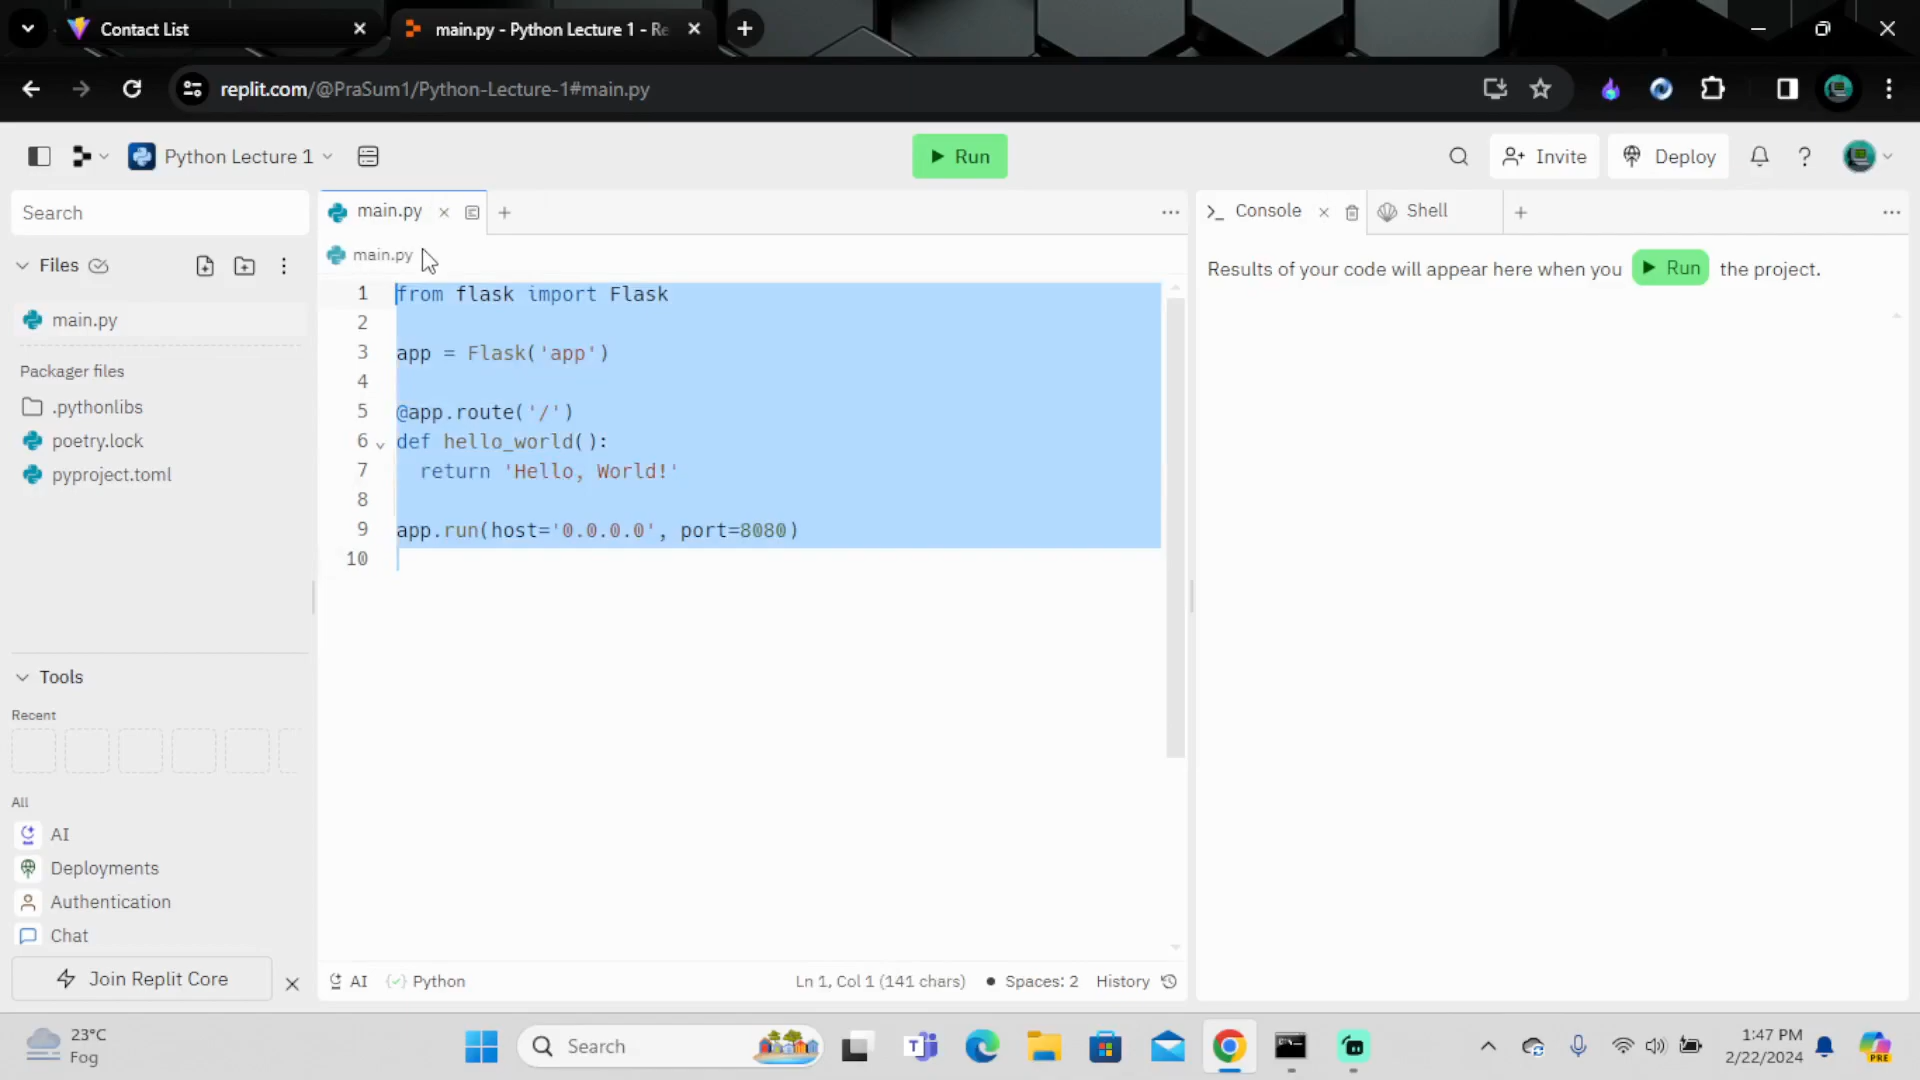 Contact List
main.py - Python Lecture 1 - Re
replit.com/@PraSum1/Python-Lecture-1#main.py
Python Lecture 1
Run
Invite
Deploy
Search
main.py
Console
Shell
Files
main.py
Results of your code will appear here when you Run the project.
main.py
Packager files
.pythonlibs
poetry.lock
pyproject.toml
1 from flask import Flask
2
3 app = Flask('app')
4
5 @app.route('/')
6 def hello_world():
7 return 'Hello, World!'
8
9 app.run(host='0.0.0.0', port=8080)
10
Tools
Recent
All
AI
Deployments
Authentication
Chat
Join Replit Core
AI
Python
Ln 1, Col 1 (141 chars)
Spaces: 2
History
23°C
Fog
Search
1:47 PM
2/22/2024
PRE